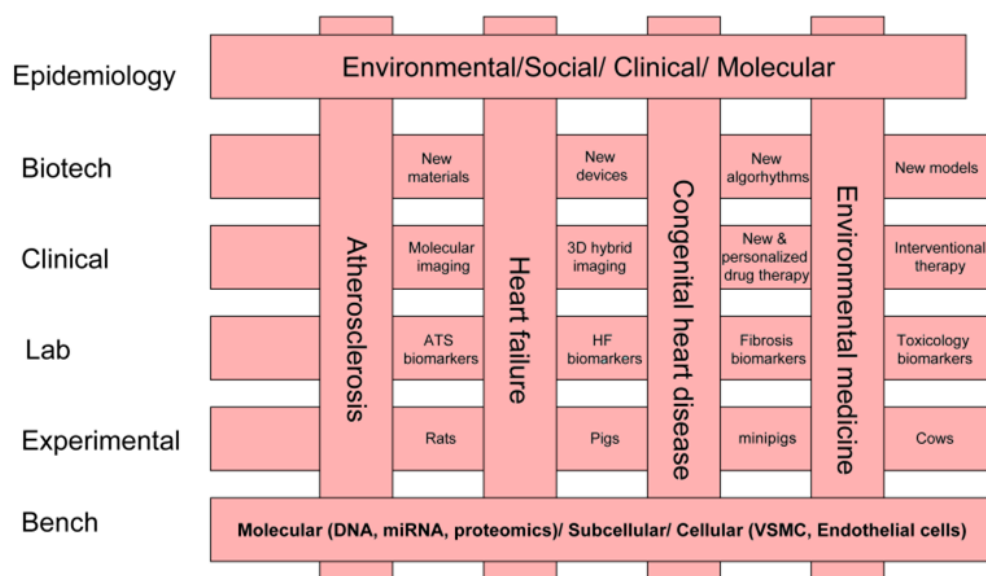 Epidemiology
Environmental/Social/ Clinical/ Molecular
Biotech
New
materials
New
devices
New
algorhythms
New models
Clinical
Molecular
imaging
3D hybrid
imaging
New &
personalized
drug therapy
Interventional
therapy
Lab
ATS
biomarkers
HF
biomarkers
Fibrosis
biomarkers
Toxicology
biomarkers
Experimental
Rats
Pigs
minipigs
Cows
Bench
Molecular (DNA, miRNA, proteomics)/ Subcellular/ Cellular (VSMC, Endothelial cells)
Atherosclerosis
Heart failure
Congenital heart disease
Environmental medicine